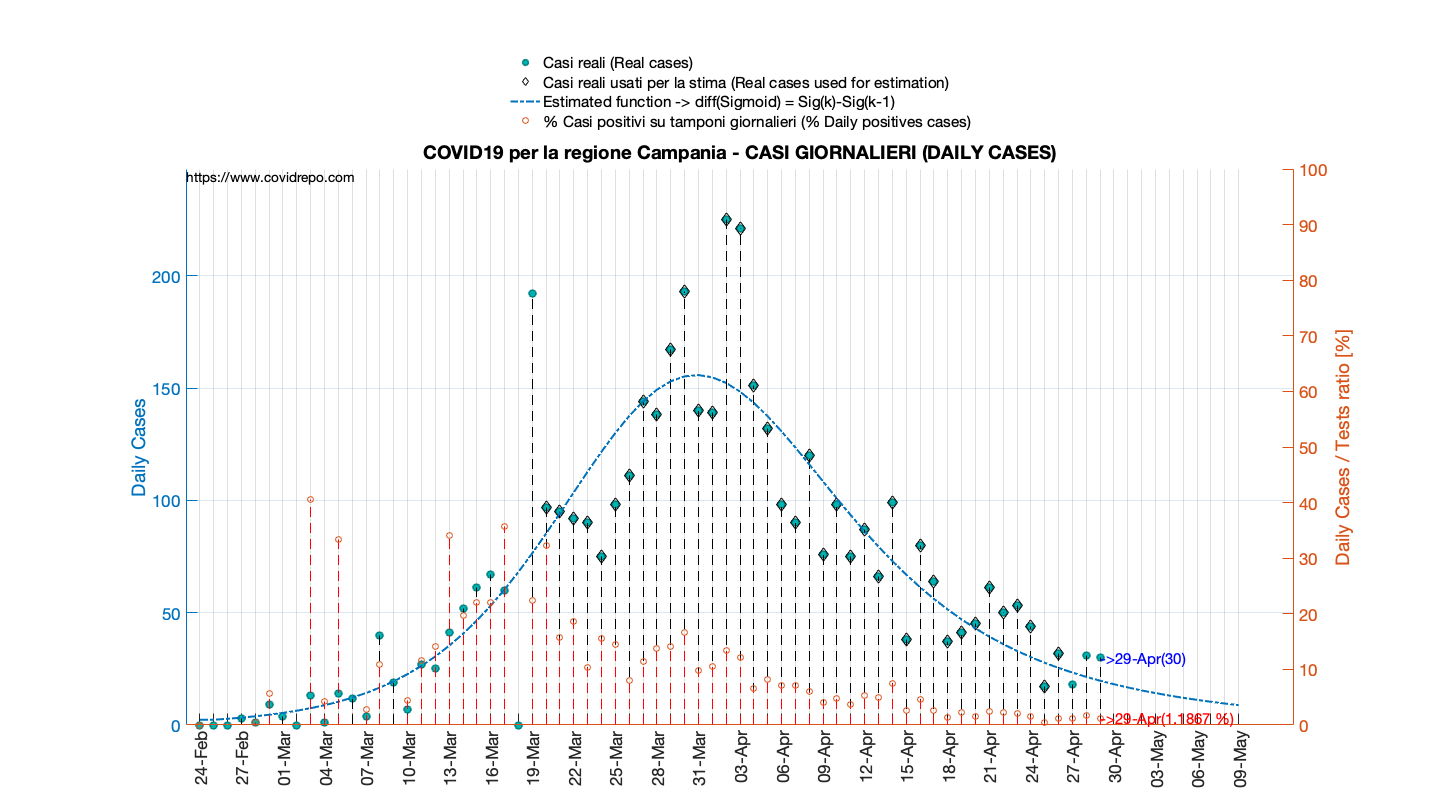 Casi reali (Real cases)
Casi reali usati per la stima (Real cases used for estimation)
Estimated function -> diff(Sigmoid) = Sig(k)-Sig(k-1)
% Casi positivi su tamponi giornalieri (% Daily positives cases)
COVID19 per la regione Campania - CASI GIORNALIERI (DAILY CASES)
https://www.covidrepo.com
Daily Cases
200
150
100
50
0
100
90
80
70
60
50
40
30
20
10
0
Daily Cases / Tests ratio [%]
->29-Apr(30)
->29-Apr(1.1867 %)
24-Feb
27-Feb
01-Mar
04-Mar
07-Mar
10-Mar
13-Mar
16-Mar
19-Mar
22-Mar
25-Mar
28-Mar
31-Mar
03-Apr
06-Apr
09-Apr
12-Apr
15-Apr
18-Apr
21-Apr
24-Apr
27-Apr
30-Apr
03-May
06-May
09-May